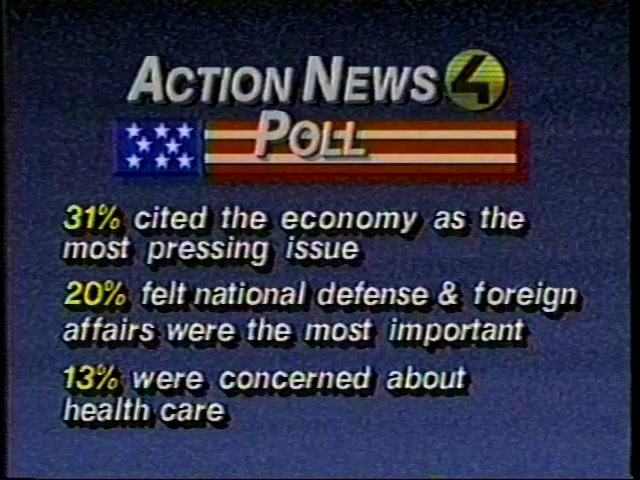 ACTION NEWS 4
POLL
31% cited the economy as the
most pressing issue
20% felt national defense & foreign
affairs were the most important
13% were concerned about
health care